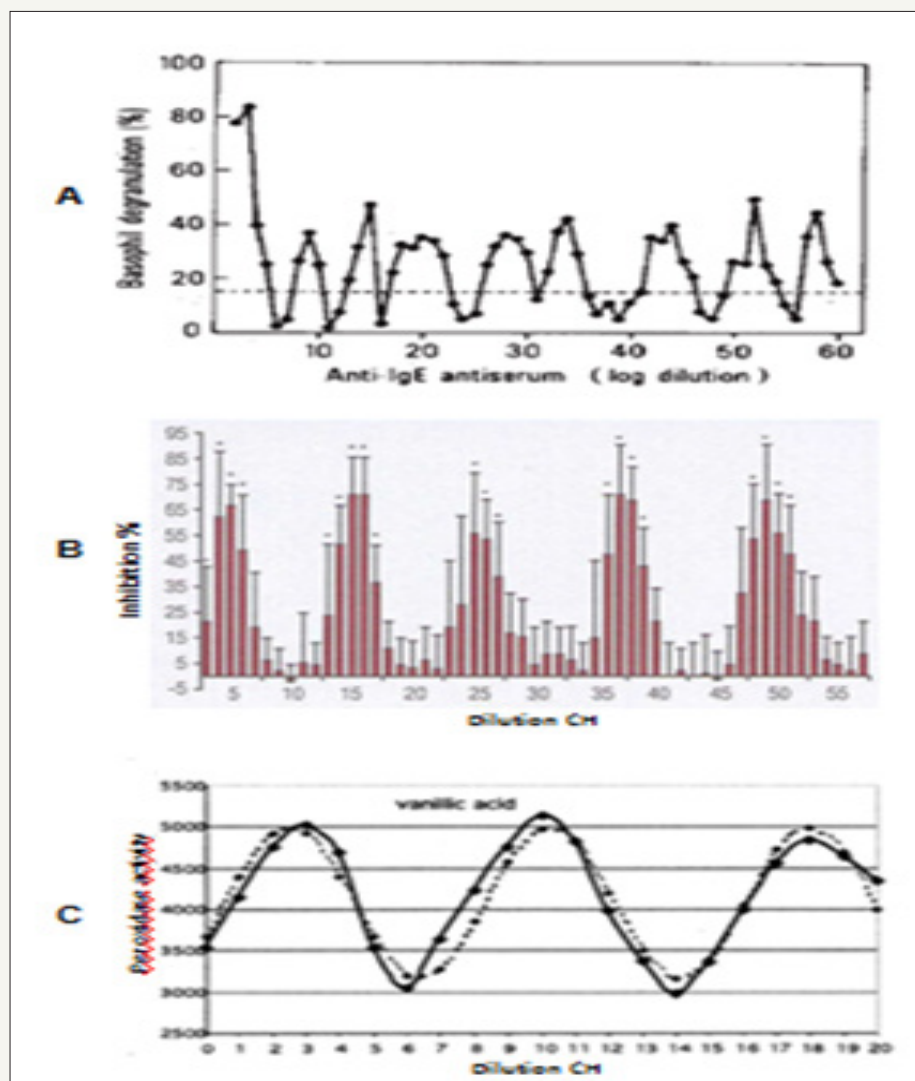 A
Basophil degranulation (%)
100
80
60
40
20
0
10 20 30 40 50 60
Anti-IgE antiserum ( log dilution )
B
Inhibition %
95
85
75
65
55
45
35
25
15
5
-5
5 10 15 20 25 30 35 40 45 50 55
Dilution CH
C
activity
5500
5000
4500
4000
3500
3000
2500
vanillic acid
0 1 2 3 4 5 6 7 8 9 10 11 12 13 14 15 16 17 18 19 20
Dilution CH